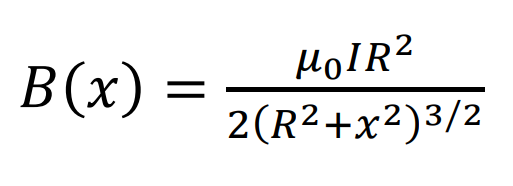 B(x) = μ₀IR² / 2(R²+x²)³/²